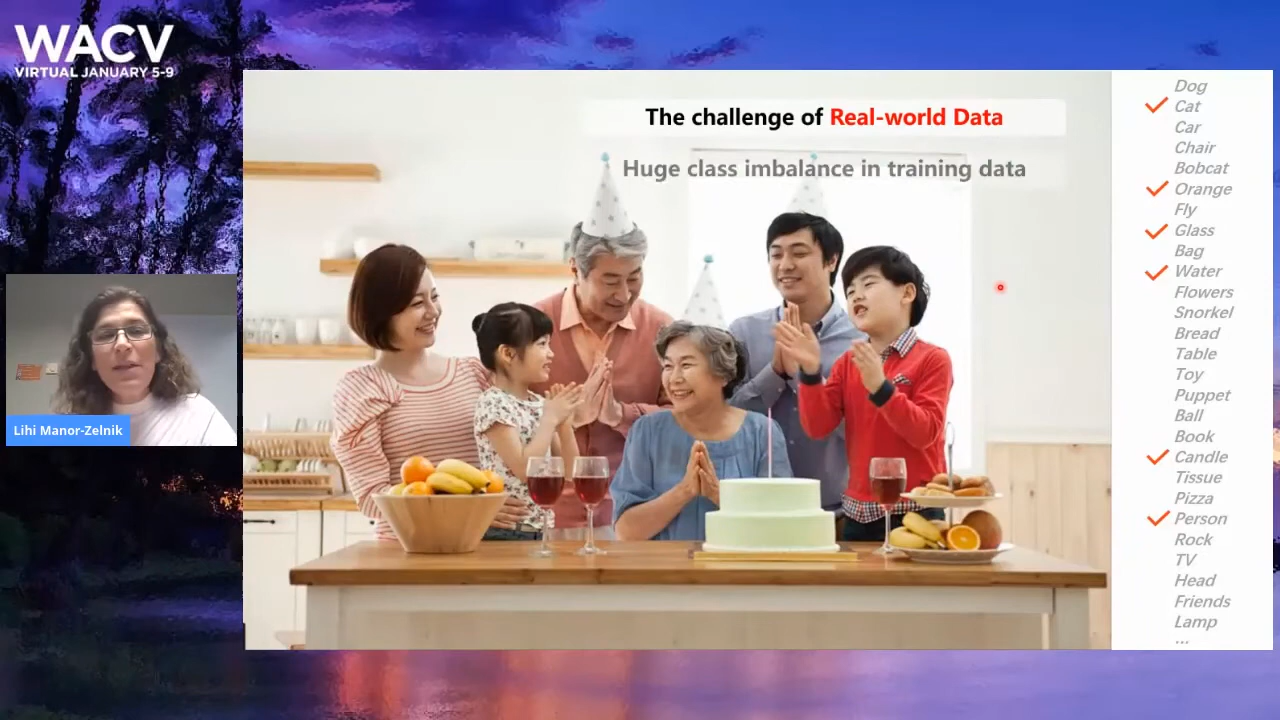 WACV
VIRTUAL JANUARY 5-9
The challenge of Real-world Data
Huge class imbalance in training data
Lihi Manor-Zelnik
Dog
Cat
Car
Chair
Bobcat
Orange
Fly
Glass
Bag
Water
Flowers
Snorkel
Bread
Table
Toy
Puppet
Ball
Book
Candle
Tissue
Pizza
Person
Rock
TV
Head
Friends
Lamp
...